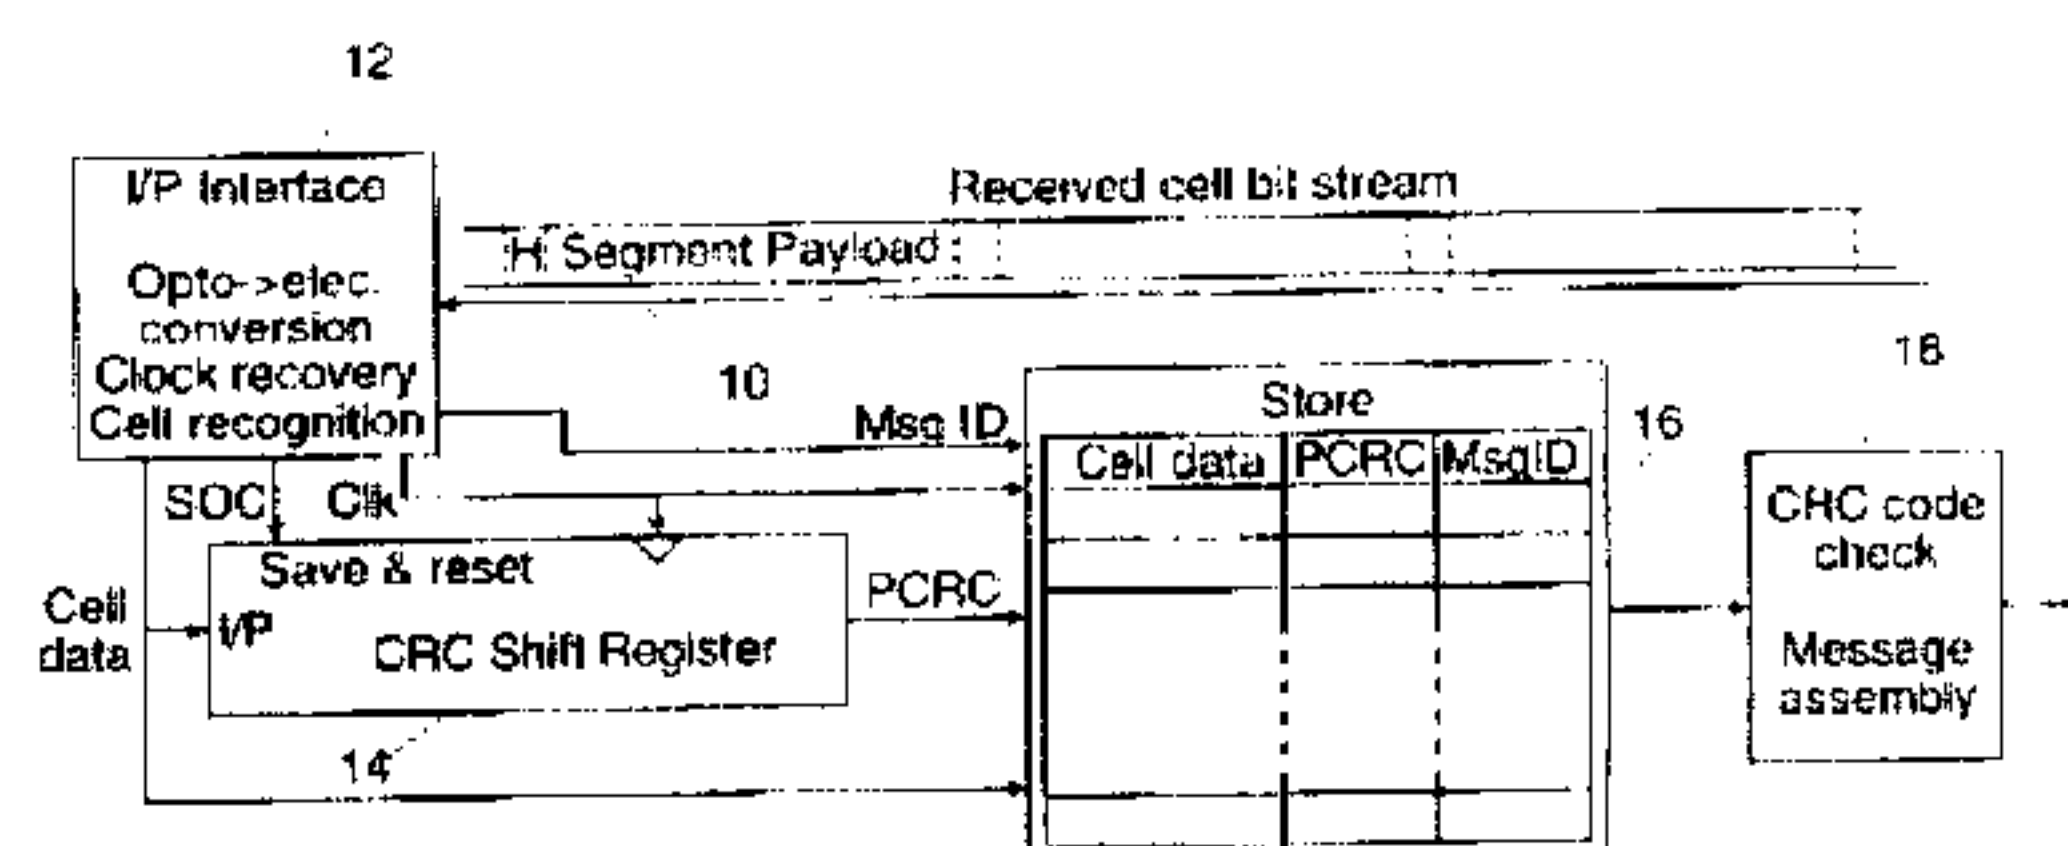 12
I/P Interface
Opto->elec.
conversion
Clock recovery
Cell recognition
Received cell bit stream
H Segment Payload
10
18
Msg ID
Store
16
Cell data PCRC MsgID
SOC Clk
Save & reset
I/P
CRC Shift Register
Cell
data
PCRC
14
CRC code
check
Message
assembly